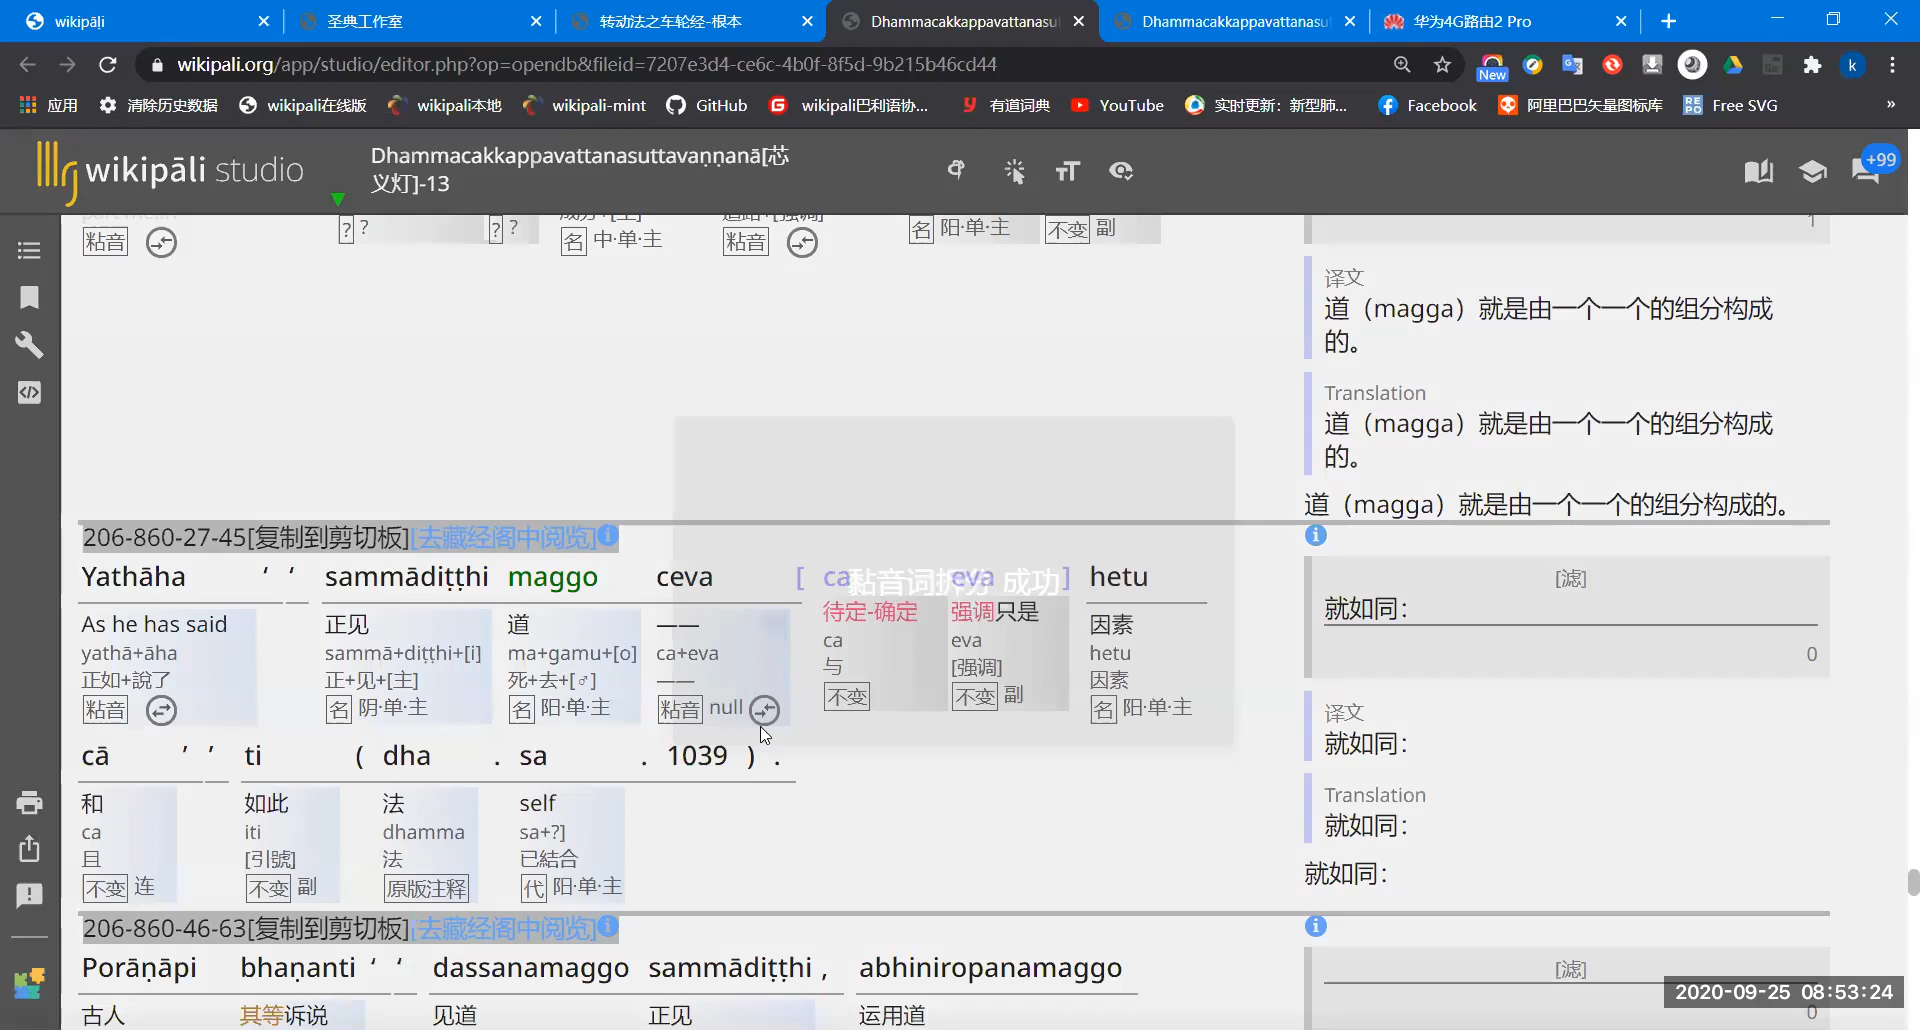 wikipāli
圣典工作室
转动法之车轮经-根本
Dhammacakkappavattanasu
Dhammacakkappavattanasu
华为4G路由2 Pro
wikipali.org/app/studio/editor.php?op=opendb&fileid=7207e3d4-ce6c-4b0f-8f5d-9b215b46cd44
New
k
应用
清除历史数据
wikipali在线版
wikipali本地
wikipali-mint
GitHub
wikipali巴利语协...
有道词典
YouTube
实时更新：新型肺...
Facebook
阿里巴巴矢量图标库
Free SVG
»
wikipāli studio
Dhammacakkappavattanasuttavaṇṇanā[芯
义灯]-13
+99
粘音
? ?
? ?
名 中·单·主
道路+[强调]
粘音
名 阳·单·主
不变 副
1
译文
道（magga）就是由一个一个的组分构成
的。
Translation
道（magga）就是由一个一个的组分构成
的。
道（magga）就是由一个一个的组分构成的。
206-860-27-45[复制到剪切板][去藏经阁中阅览]
Yathāha ‘ ‘ sammādiṭṭhi maggo ceva [ ca eva ] hetu
黏音词拆分 成功
As he has said
yathā+āha
正如+說了
粘音
正见
sammā+diṭṭhi+[i]
正+见+[主]
名 阴·单·主
道
ma+gamu+[o]
死+去+[♂]
名 阳·单·主
——
ca+eva
——
粘音 null
待定-确定
ca
与
不变
强调只是
eva
[强调]
不变 副
因素
hetu
因素
名 阳·单·主
cā ’ ’ ti ( dha . sa . 1039 ) .
和
ca
且
不变 连
如此
iti
[引號]
不变 副
法
dhamma
法
原版注释
self
sa+?]
已結合
代 阳·单·主
[滤]
就如同：
0
译文
就如同：
Translation
就如同：
就如同：
206-860-46-63[复制到剪切板][去藏经阁中阅览]
Porāṇāpi bhaṇanti ‘ ‘ dassanamaggo sammādiṭṭhi , abhiniropanamaggo
古人 其等诉说 见道 正见 运用道
[滤]
0
2020-09-25 08:53:24